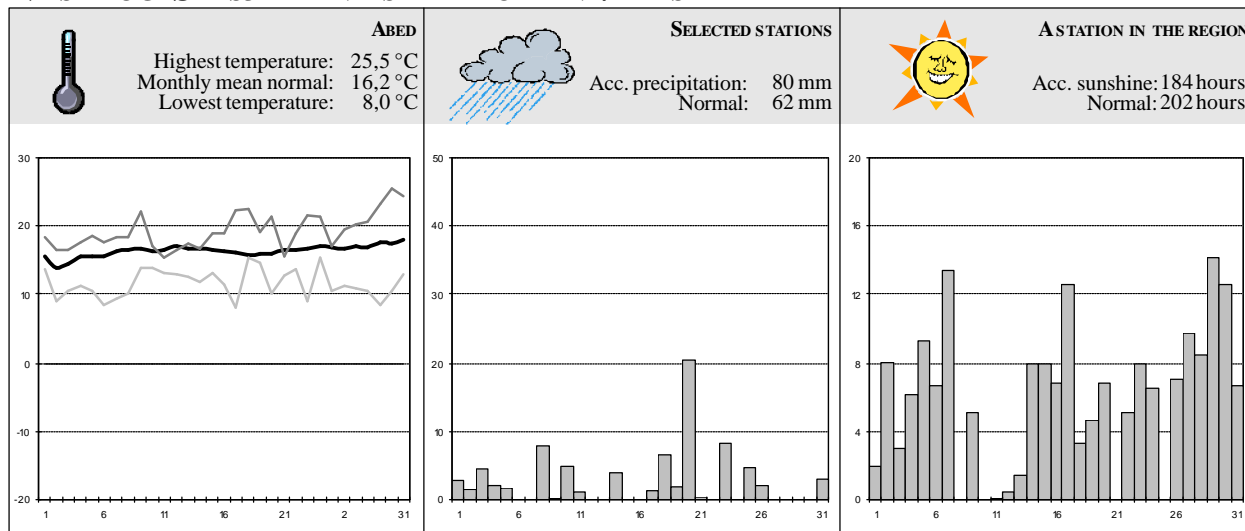 ABED
Highest temperature: 25,5 °C
Monthly mean normal: 16,2 °C
Lowest temperature: 8,0 °C
SELECTED STATIONS
Acc. precipitation: 80 mm
Normal: 62 mm
A STATION IN THE REGION
Acc. sunshine: 184 hours
Normal: 202 hours
30
20
10
0
-10
-20
1 6 11 16 21 2 31
50
40
30
20
10
0
1 6 11 16 21 26 31
20
16
12
8
4
0
1 6 11 16 21 26 31